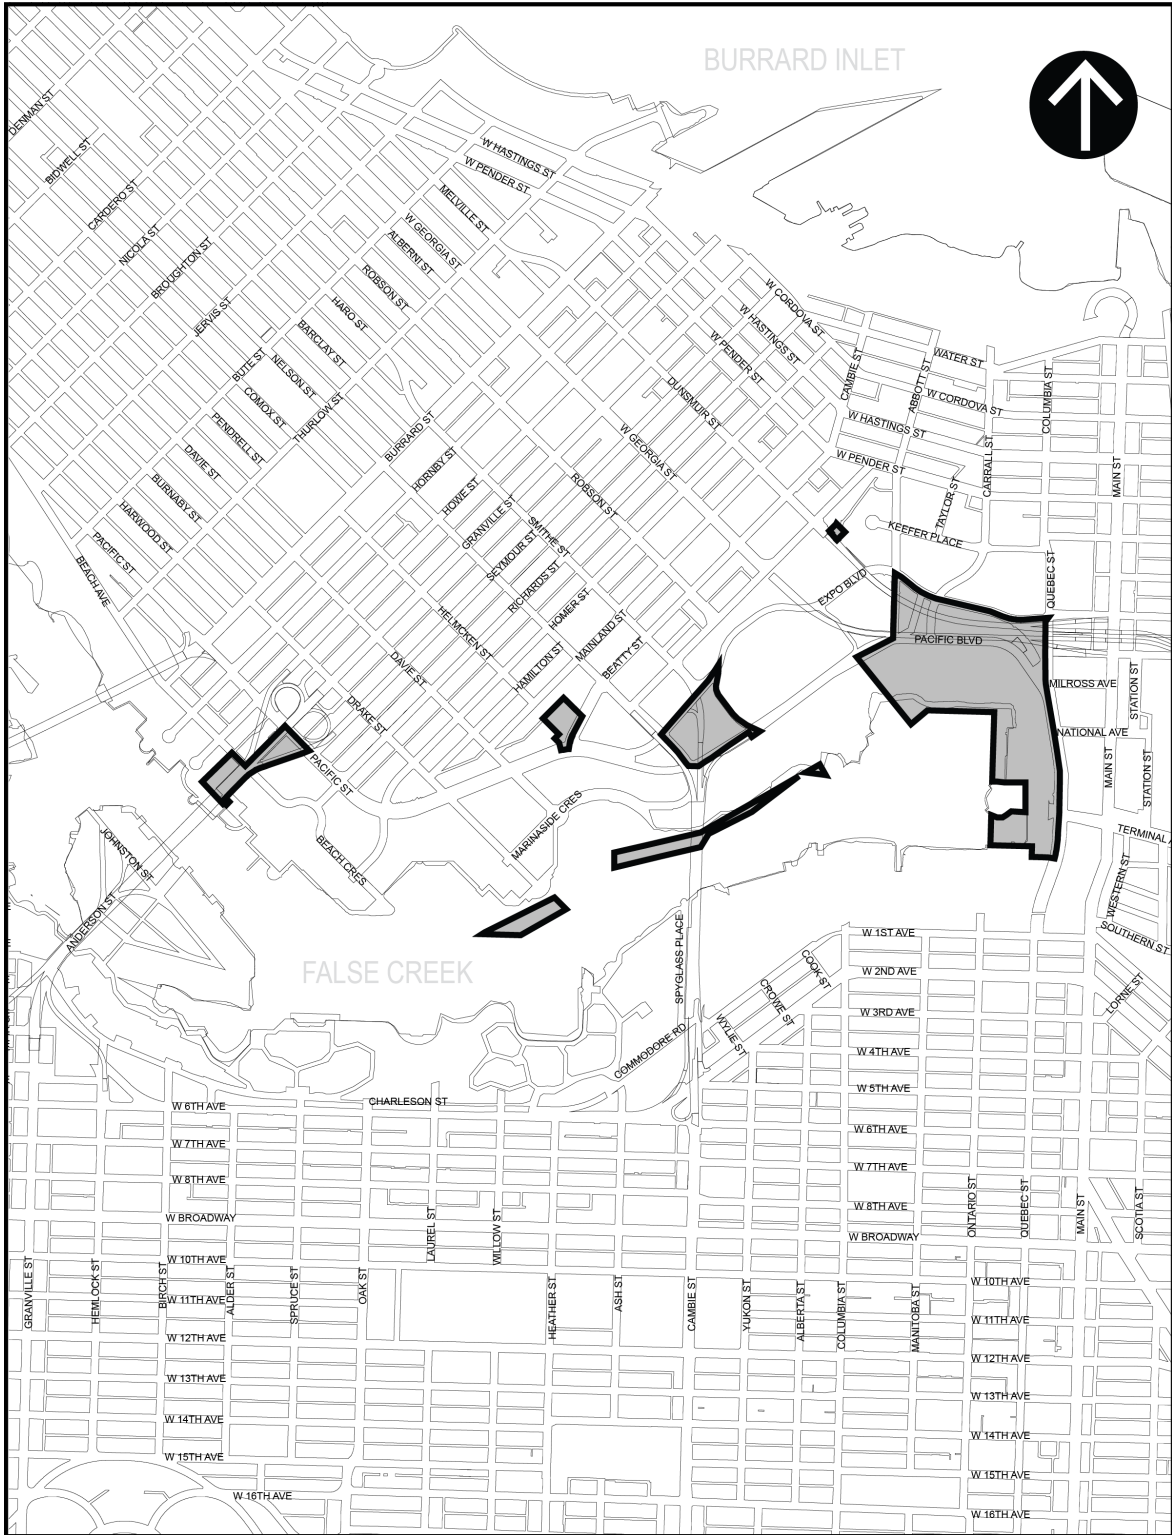 BURRARD INLET
DENMAN ST
BIDWELL ST
CARDERO ST
NICOLA ST
BROUGHTON ST
JERVIS ST
BUTE ST
THURLOW ST
BURRARD ST
HORNBY ST
HOWE ST
GRANVILLE ST
SEYMOUR ST
RICHARDS ST
HOMER ST
MAINLAND ST
HAMILTON ST
BEATTY ST
W HASTINGS ST
W PENDER ST
MELVILLE ST
W GEORGIA ST
ALBERNI ST
ROBSON ST
HARO ST
BARCLAY ST
NELSON ST
COMOX ST
PENDRELL ST
DAVIE ST
BURNABY ST
HARWOOD ST
PACIFIC ST
BEACH AVE
W CORDOVA ST
W HASTINGS ST
W PENDER ST
DUNSMUIR ST
W GEORGIA ST
ROBSON ST
SMITHE ST
HELMCKEN ST
DAVIE ST
DRAKE ST
PACIFIC ST
BEACH CRES
MARINASIDE CRES
CAMBIE ST
ABBOTT ST
WATER ST
W CORDOVA ST
W HASTINGS ST
W PENDER ST
CARRALL ST
COLUMBIA ST
MAIN ST
TAYLOR ST
KEEFER PLACE
QUEBEC ST
EXPO BLVD
PACIFIC BLVD
MILROSS AVE
STATION ST
NATIONAL AVE
MAIN ST
STATION ST
TERMINAL
WESTERN ST
SOUTHERN ST
LORNE ST
JOHNSTON ST
ANDERSON ST
FALSE CREEK
SPYGLASS PLACE
COMMODORE RD
WYLIE ST
CROWE ST
COOK ST
W 1ST AVE
W 2ND AVE
W 3RD AVE
W 4TH AVE
W 5TH AVE
W 6TH AVE
W 7TH AVE
W 8TH AVE
W BROADWAY
CHARLESON ST
W 6TH AVE
W 7TH AVE
W 8TH AVE
W BROADWAY
W 10TH AVE
W 11TH AVE
W 12TH AVE
W 13TH AVE
W 14TH AVE
W 15TH AVE
W 16TH AVE
GRANVILLE ST
HEMLOCK ST
BIRCH ST
ALDER ST
SPRUCE ST
OAK ST
LAUREL ST
WILLOW ST
HEATHER ST
ASH ST
CAMBIE ST
YUKON ST
ALBERTA ST
COLUMBIA ST
MANITOBA ST
ONTARIO ST
QUEBEC ST
MAIN ST
SCOTIA ST
W 10TH AVE
W 11TH AVE
W 12TH AVE
W 13TH AVE
W 14TH AVE
W 15TH AVE
W 16TH AVE